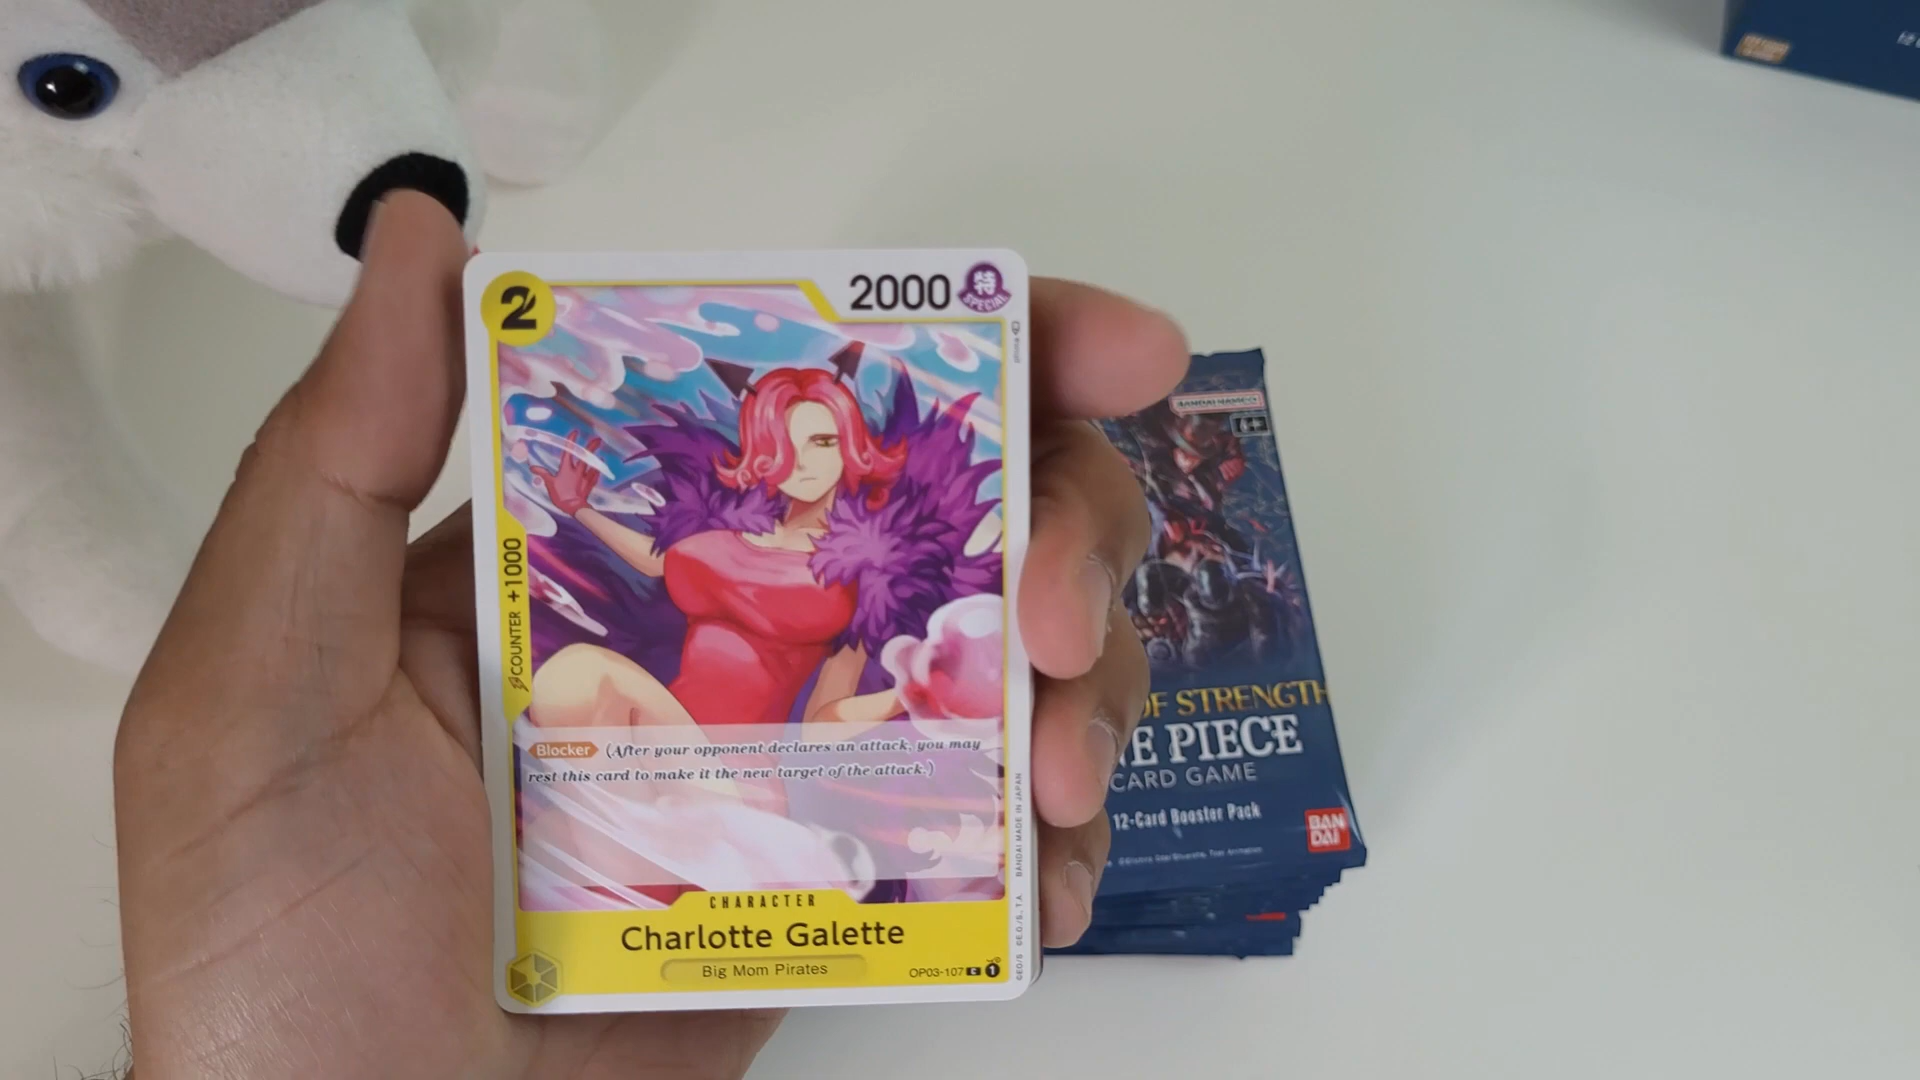 2
2000
特
SPECIAL
COUNTER +1000
Blocker (After your opponent declares an attack, you may
rest this card to make it the new target of the attack.)
CHARACTER
Charlotte Galette
Big Mom Pirates
OP03-107 C 1
BANDAI MADE IN JAPAN
BANDAI NAMCO
6+
OF STRENGTH
NE PIECE
CARD GAME
12-Card Booster Pack
BAN
DAI
12